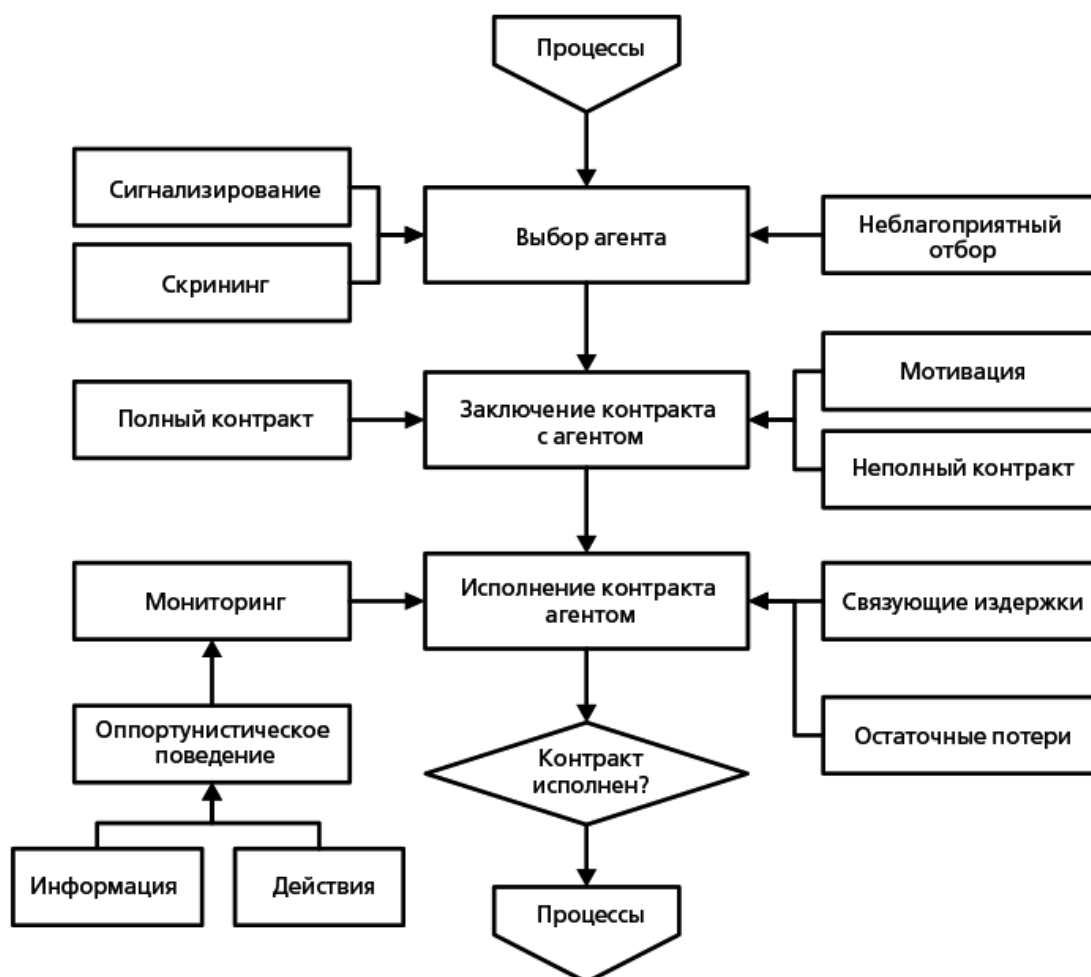 Процессы
Сигнализирование
Скрининг
Выбор агента
Неблагоприятный
отбор
Полный контракт
Заключение контракта
с агентом
Мотивация
Неполный контракт
Мониторинг
Исполнение контракта
агентом
Связующие издержки
Оппортунистическое
поведение
Контракт
исполнен?
Остаточные потери
Информация
Действия
Процессы